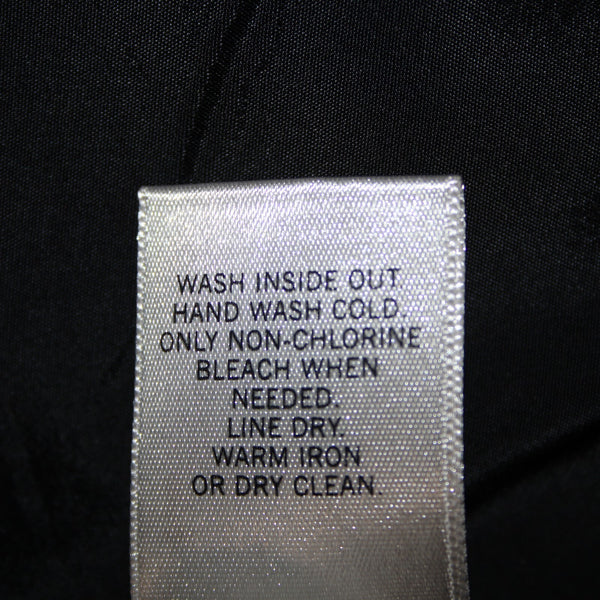 WASH INSIDE OUT
HAND WASH COLD.
ONLY NON-CHLORINE
BLEACH WHEN
NEEDED.
LINE DRY.
WARM IRON
OR DRY CLEAN.